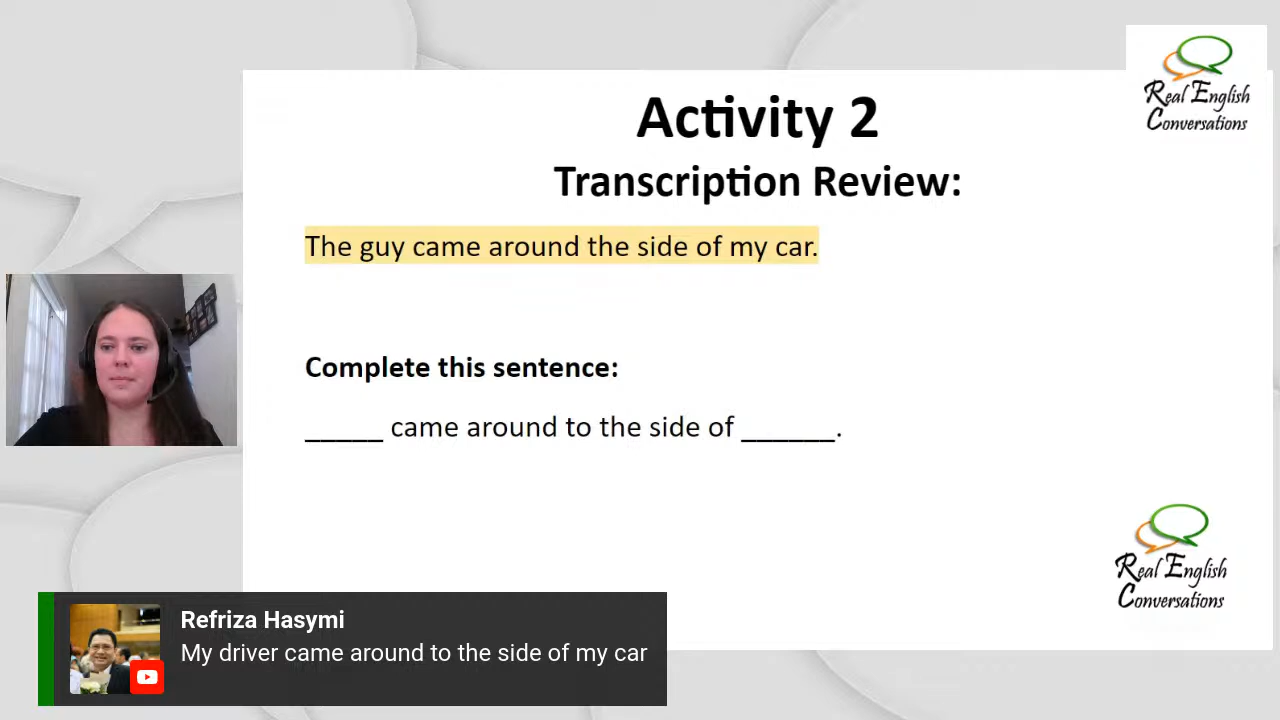 Activity 2
Real English
Conversations
Transcription Review:
The guy came around the side of my car.
Complete this sentence:
_____ came around to the side of ______.
Real English
Conversations
Refriza Hasymi
My driver came around to the side of my car